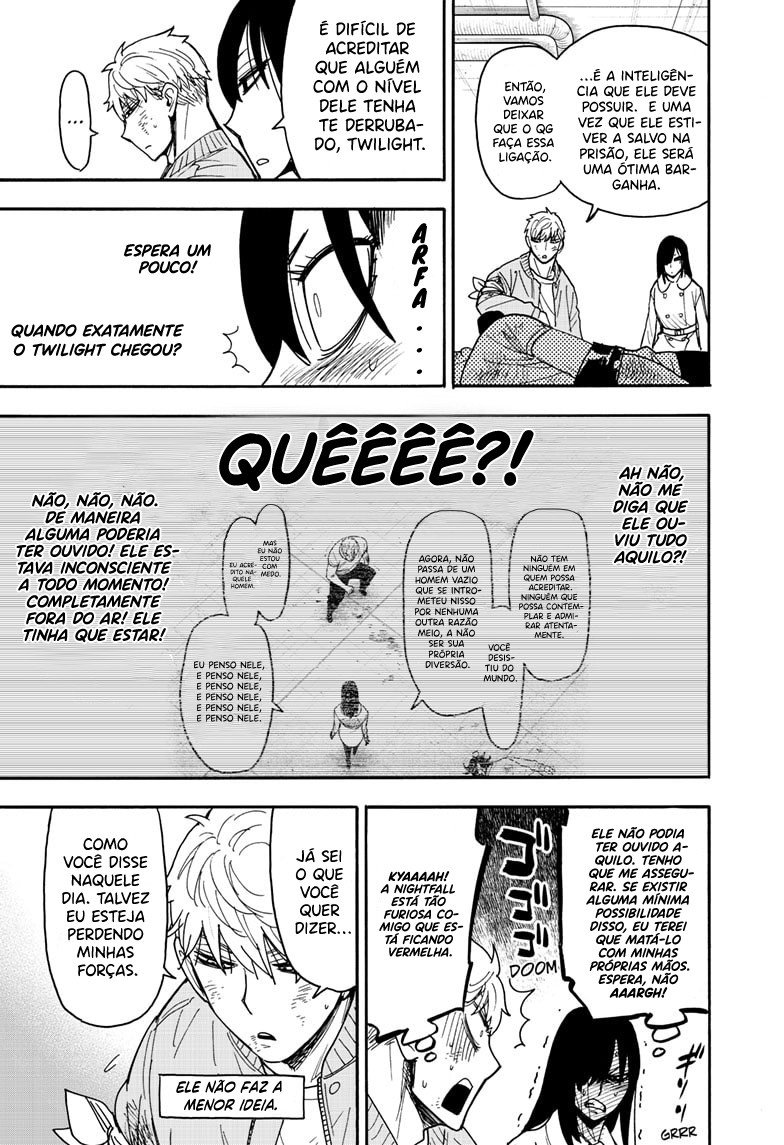 ...É A INTELIGÊN-
CIA QUE ELE DEVE
POSSUIR. E UMA
VEZ QUE ELE ESTI-
VER A SALVO NA
PRISÃO, ELE SERÁ
UMA ÓTIMA BAR-
GANHA.
ENTÃO,
VAMOS
DEIXAR
QUE O QG
FAÇA ESSA
LIGAÇÃO.
É DIFÍCIL DE
ACREDITAR
QUE ALGUÉM
COM O NÍVEL
DELE TENHA
TE DERRUBA-
DO, TWILIGHT.
...
ARFA....
ESPERA UM
POUCO!
QUANDO EXATAMENTE
O TWILIGHT CHEGOU?
QUÊÊÊÊ?!
AH NÃO,
NÃO ME
DIGA QUE
ELE OU-
VIU TUDO
AQUILO?!
NÃO TEM
NINGUÉM EM
QUEM POSSA
ACREDITAR.
NINGUÉM QUE
POSSA CONTEM-
PLAR E ADMI-
RAR ATENTA-
MENTE.
VOCÊ
DESIS-
TIU DO
MUNDO.
AGORA, NÃO
PASSA DE UM
HOMEM VAZIO
QUE SE INTRO-
METEU NISSO
POR NENHUMA
OUTRA RAZÃO
MEIO, A NÃO
SER SUA
PRÓPRIA
DIVERSÃO.
MAS
EU NÃO
ESTOU
COM
MEDO.
EU ACRE-
DITO NA-
QUELE
HOMEM.
EU PENSO NELE,
E PENSO NELE,
E PENSO NELE,
E PENSO NELE,
E PENSO NELE.
NÃO, NÃO, NÃO.
DE MANEIRA
ALGUMA PODERIA
TER OUVIDO! ELE ES-
TAVA INCONSCIENTE
A TODO MOMENTO!
COMPLETAMENTE
FORA DO AR! ELE
TINHA QUE ESTAR!
ELE NÃO PODIA
TER OUVIDO A-
QUILO. TENHO
QUE ME ASSEGU-
RAR. SE EXISTIR
ALGUMA MÍNIMA
POSSIBILIDADE
DISSO, EU TEREI
QUE MATÁ-LO
COM MINHAS
PRÓPRIAS MÃOS.
ESPERA, NÃO
AAARGH!
ゴゴゴ
DOOM
KYAAAAH!
A NIGHTFALL
ESTÁ TÃO
FURIOSA CO-
MIGO QUE ES-
TÁ FICANDO
VERMELHA.
ギリ
GRRR
JÁ SEI
O QUE
VOCÊ
QUER
DIZER...
COMO
VOCÊ DISSE
NAQUELE
DIA. TALVEZ
EU ESTEJA
PERDENDO
MINHAS
FORÇAS.
ELE NÃO FAZ A
MENOR IDEIA.